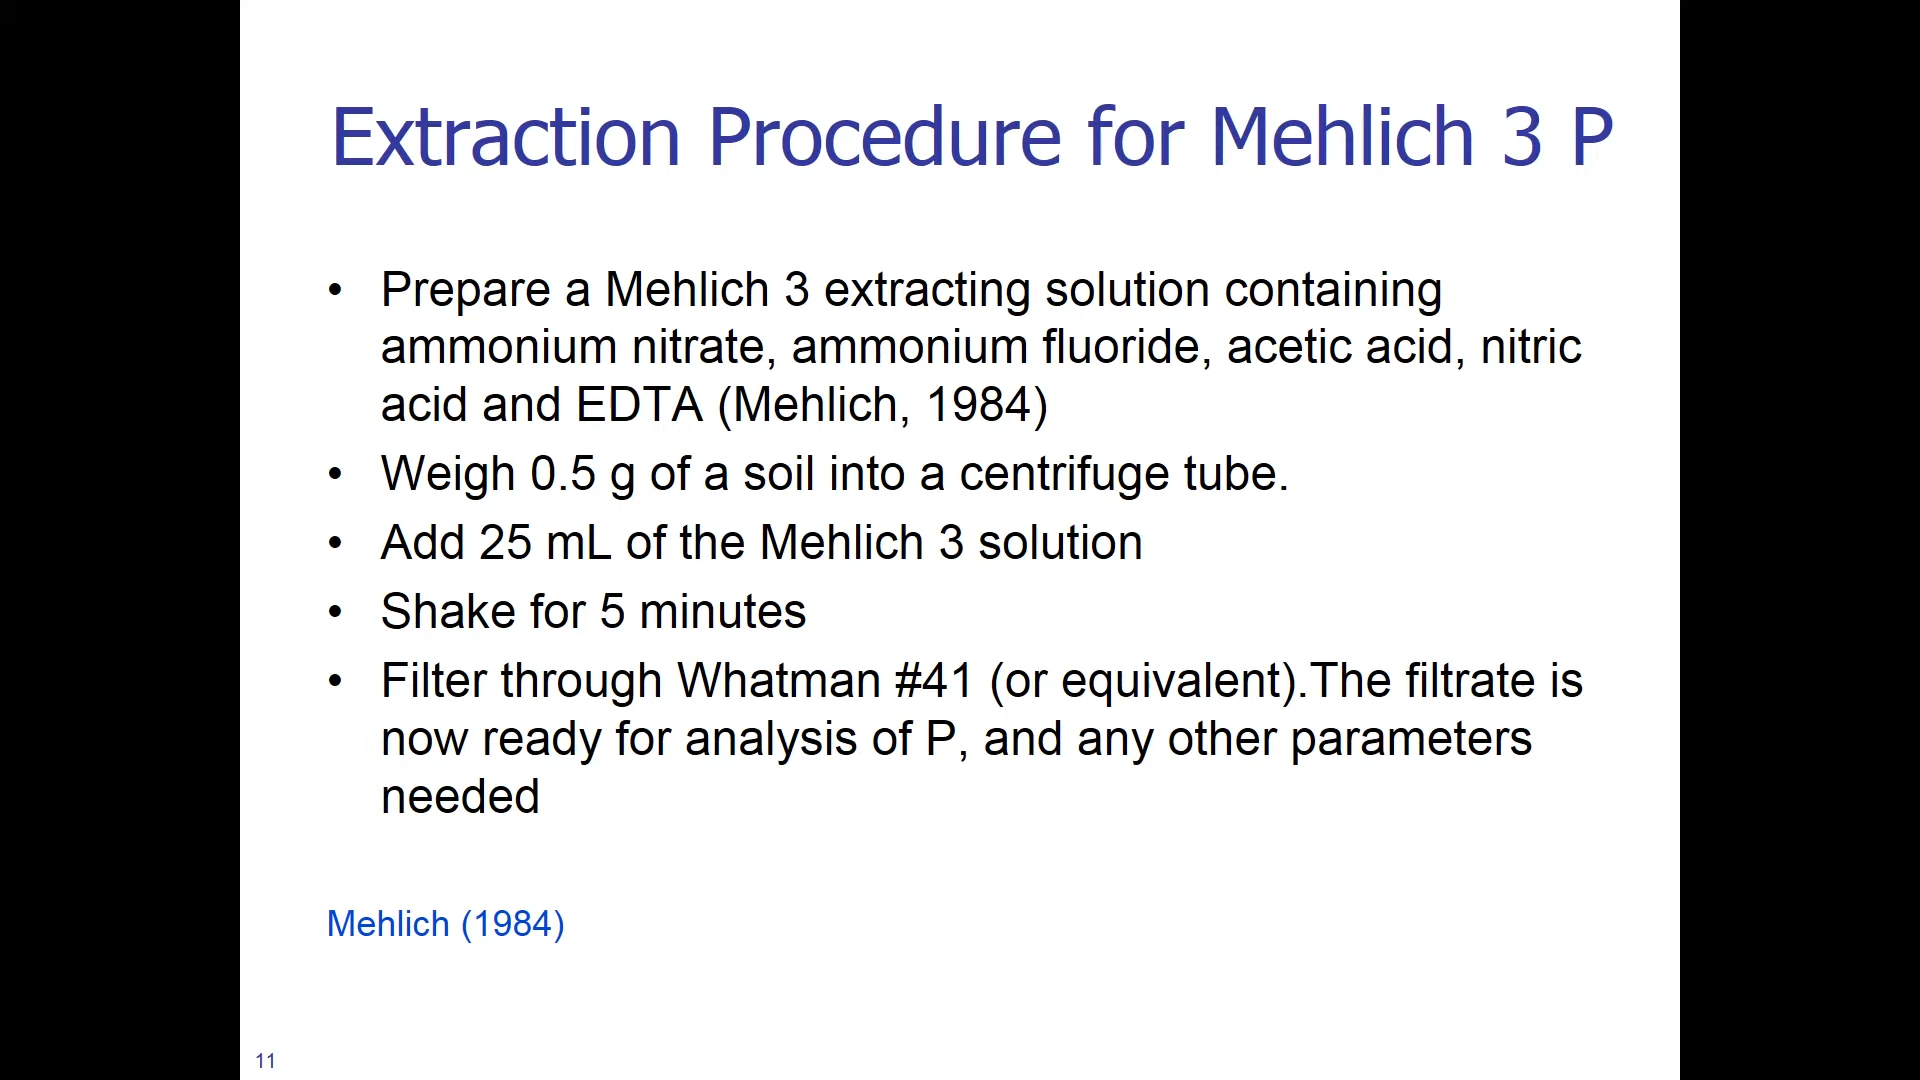 Extraction Procedure for Mehlich 3 P
• Prepare a Mehlich 3 extracting solution containing
ammonium nitrate, ammonium fluoride, acetic acid, nitric
acid and EDTA (Mehlich, 1984)
• Weigh 0.5 g of a soil into a centrifuge tube.
• Add 25 mL of the Mehlich 3 solution
• Shake for 5 minutes
• Filter through Whatman #41 (or equivalent).The filtrate is
now ready for analysis of P, and any other parameters
needed
Mehlich (1984)
11